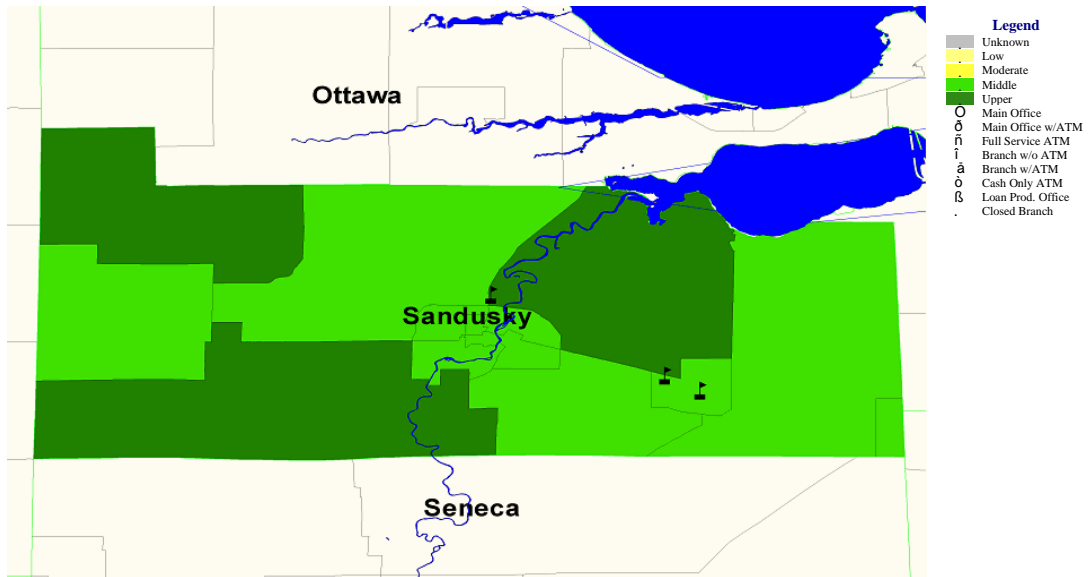 Ottawa
Sandusky
Seneca
Legend
Unknown
Low
Moderate
Middle
Upper
Ò Main Office
ð Main Office w/ATM
ñ Full Service ATM
î Branch w/o ATM
å Branch w/ATM
ò Cash Only ATM
ß Loan Prod. Office
. Closed Branch